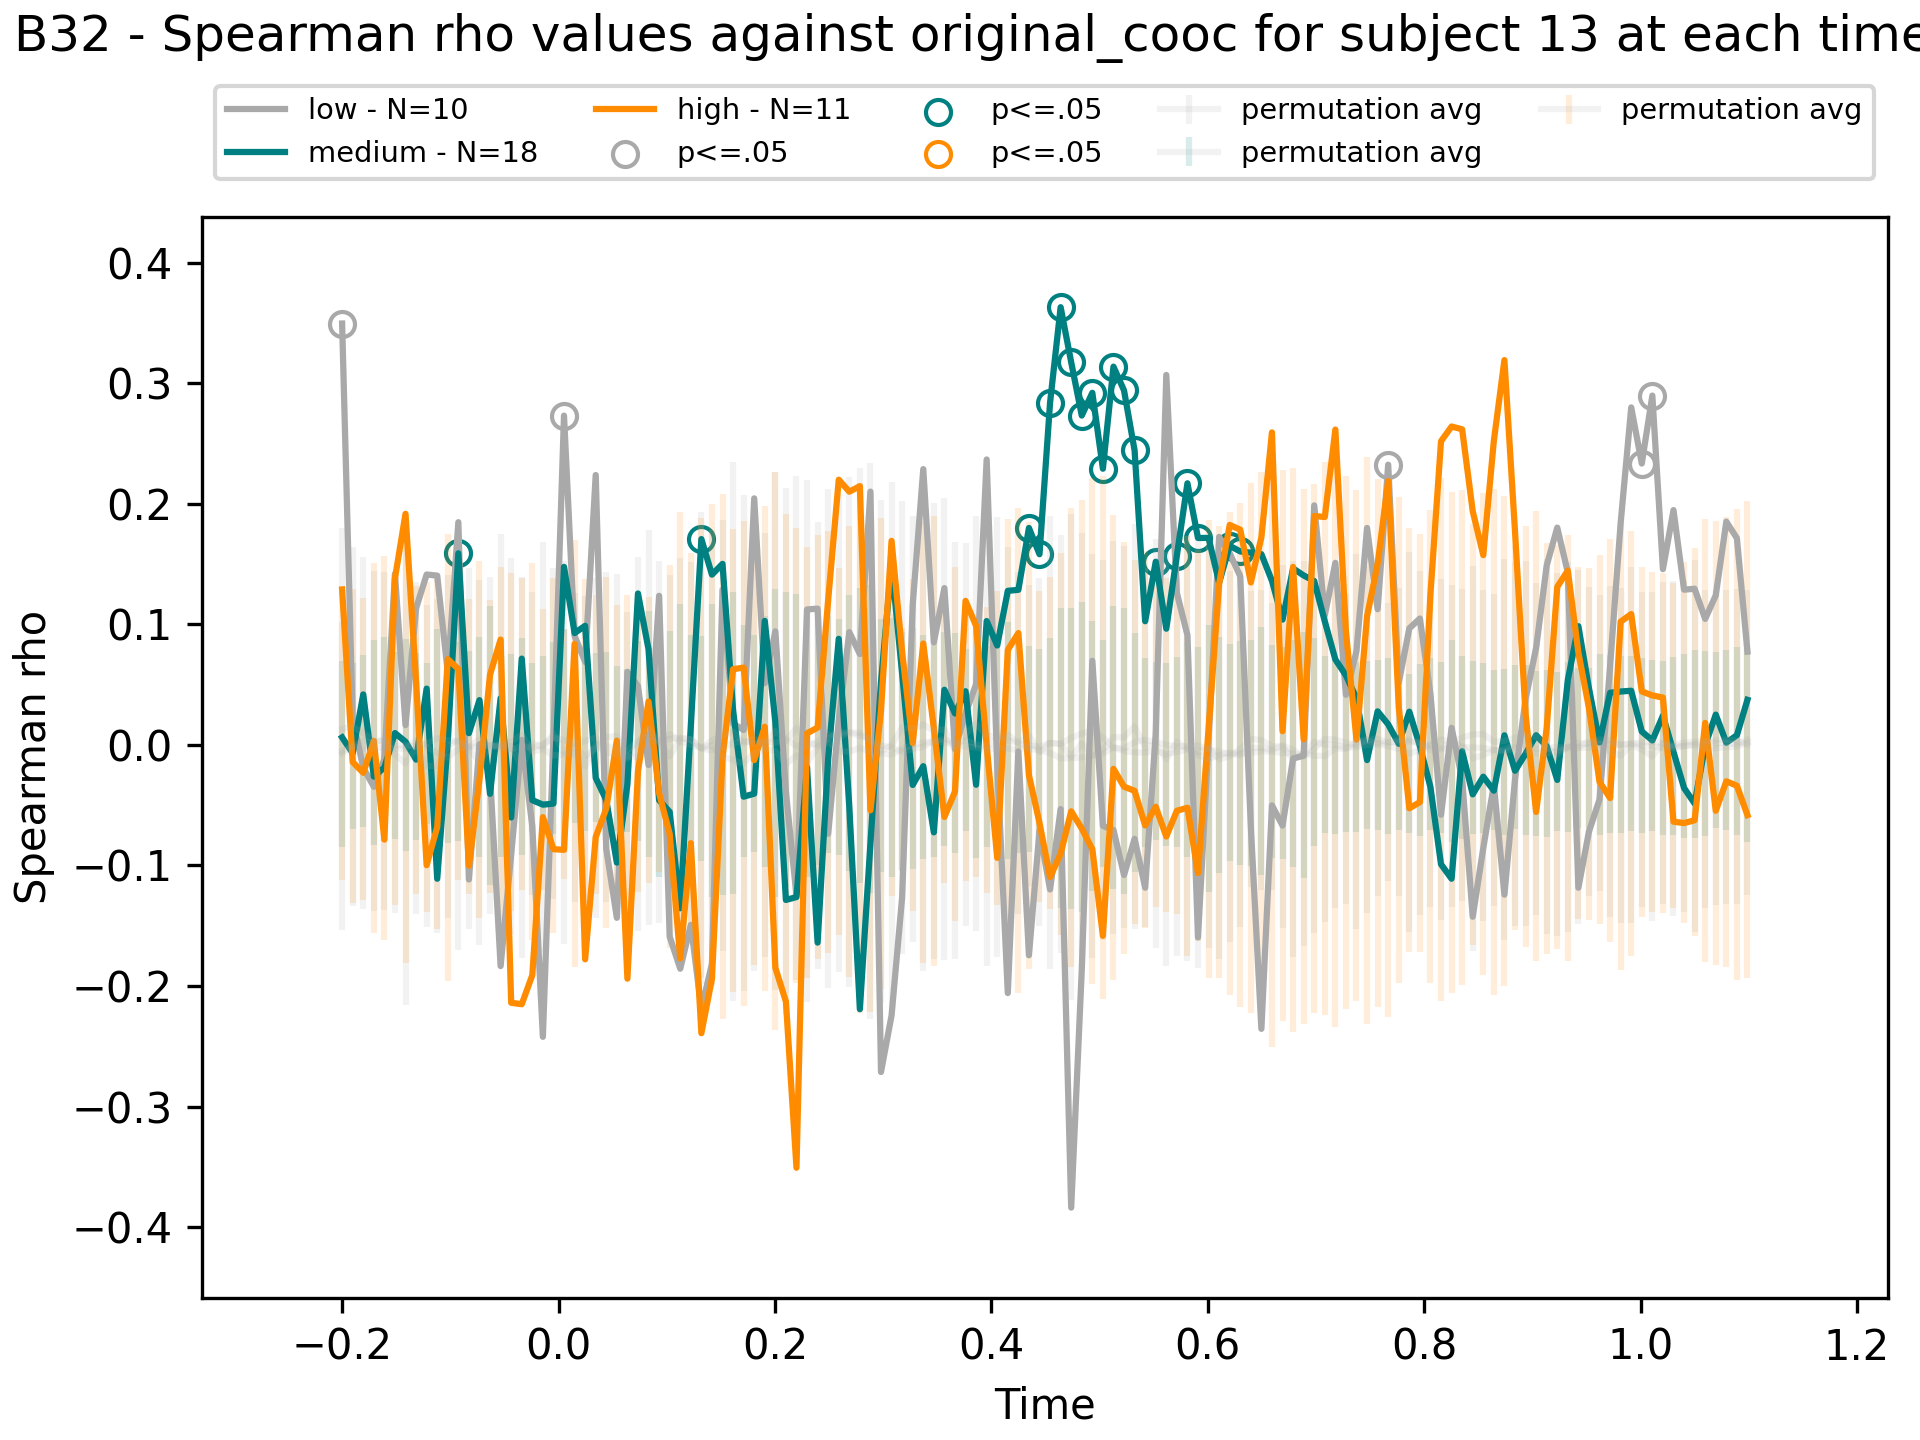 B32 - Spearman rho values against original_cooc for subject 13 at each time
low - N=10
medium - N=18
high - N=11
p<=.05
p<=.05
p<=.05
permutation avg
permutation avg
permutation avg
Spearman rho
0.4
0.3
0.2
0.1
0.0
−0.1
−0.2
−0.3
−0.4
−0.2
0.0
0.2
0.4
0.6
0.8
1.0
1.2
Time